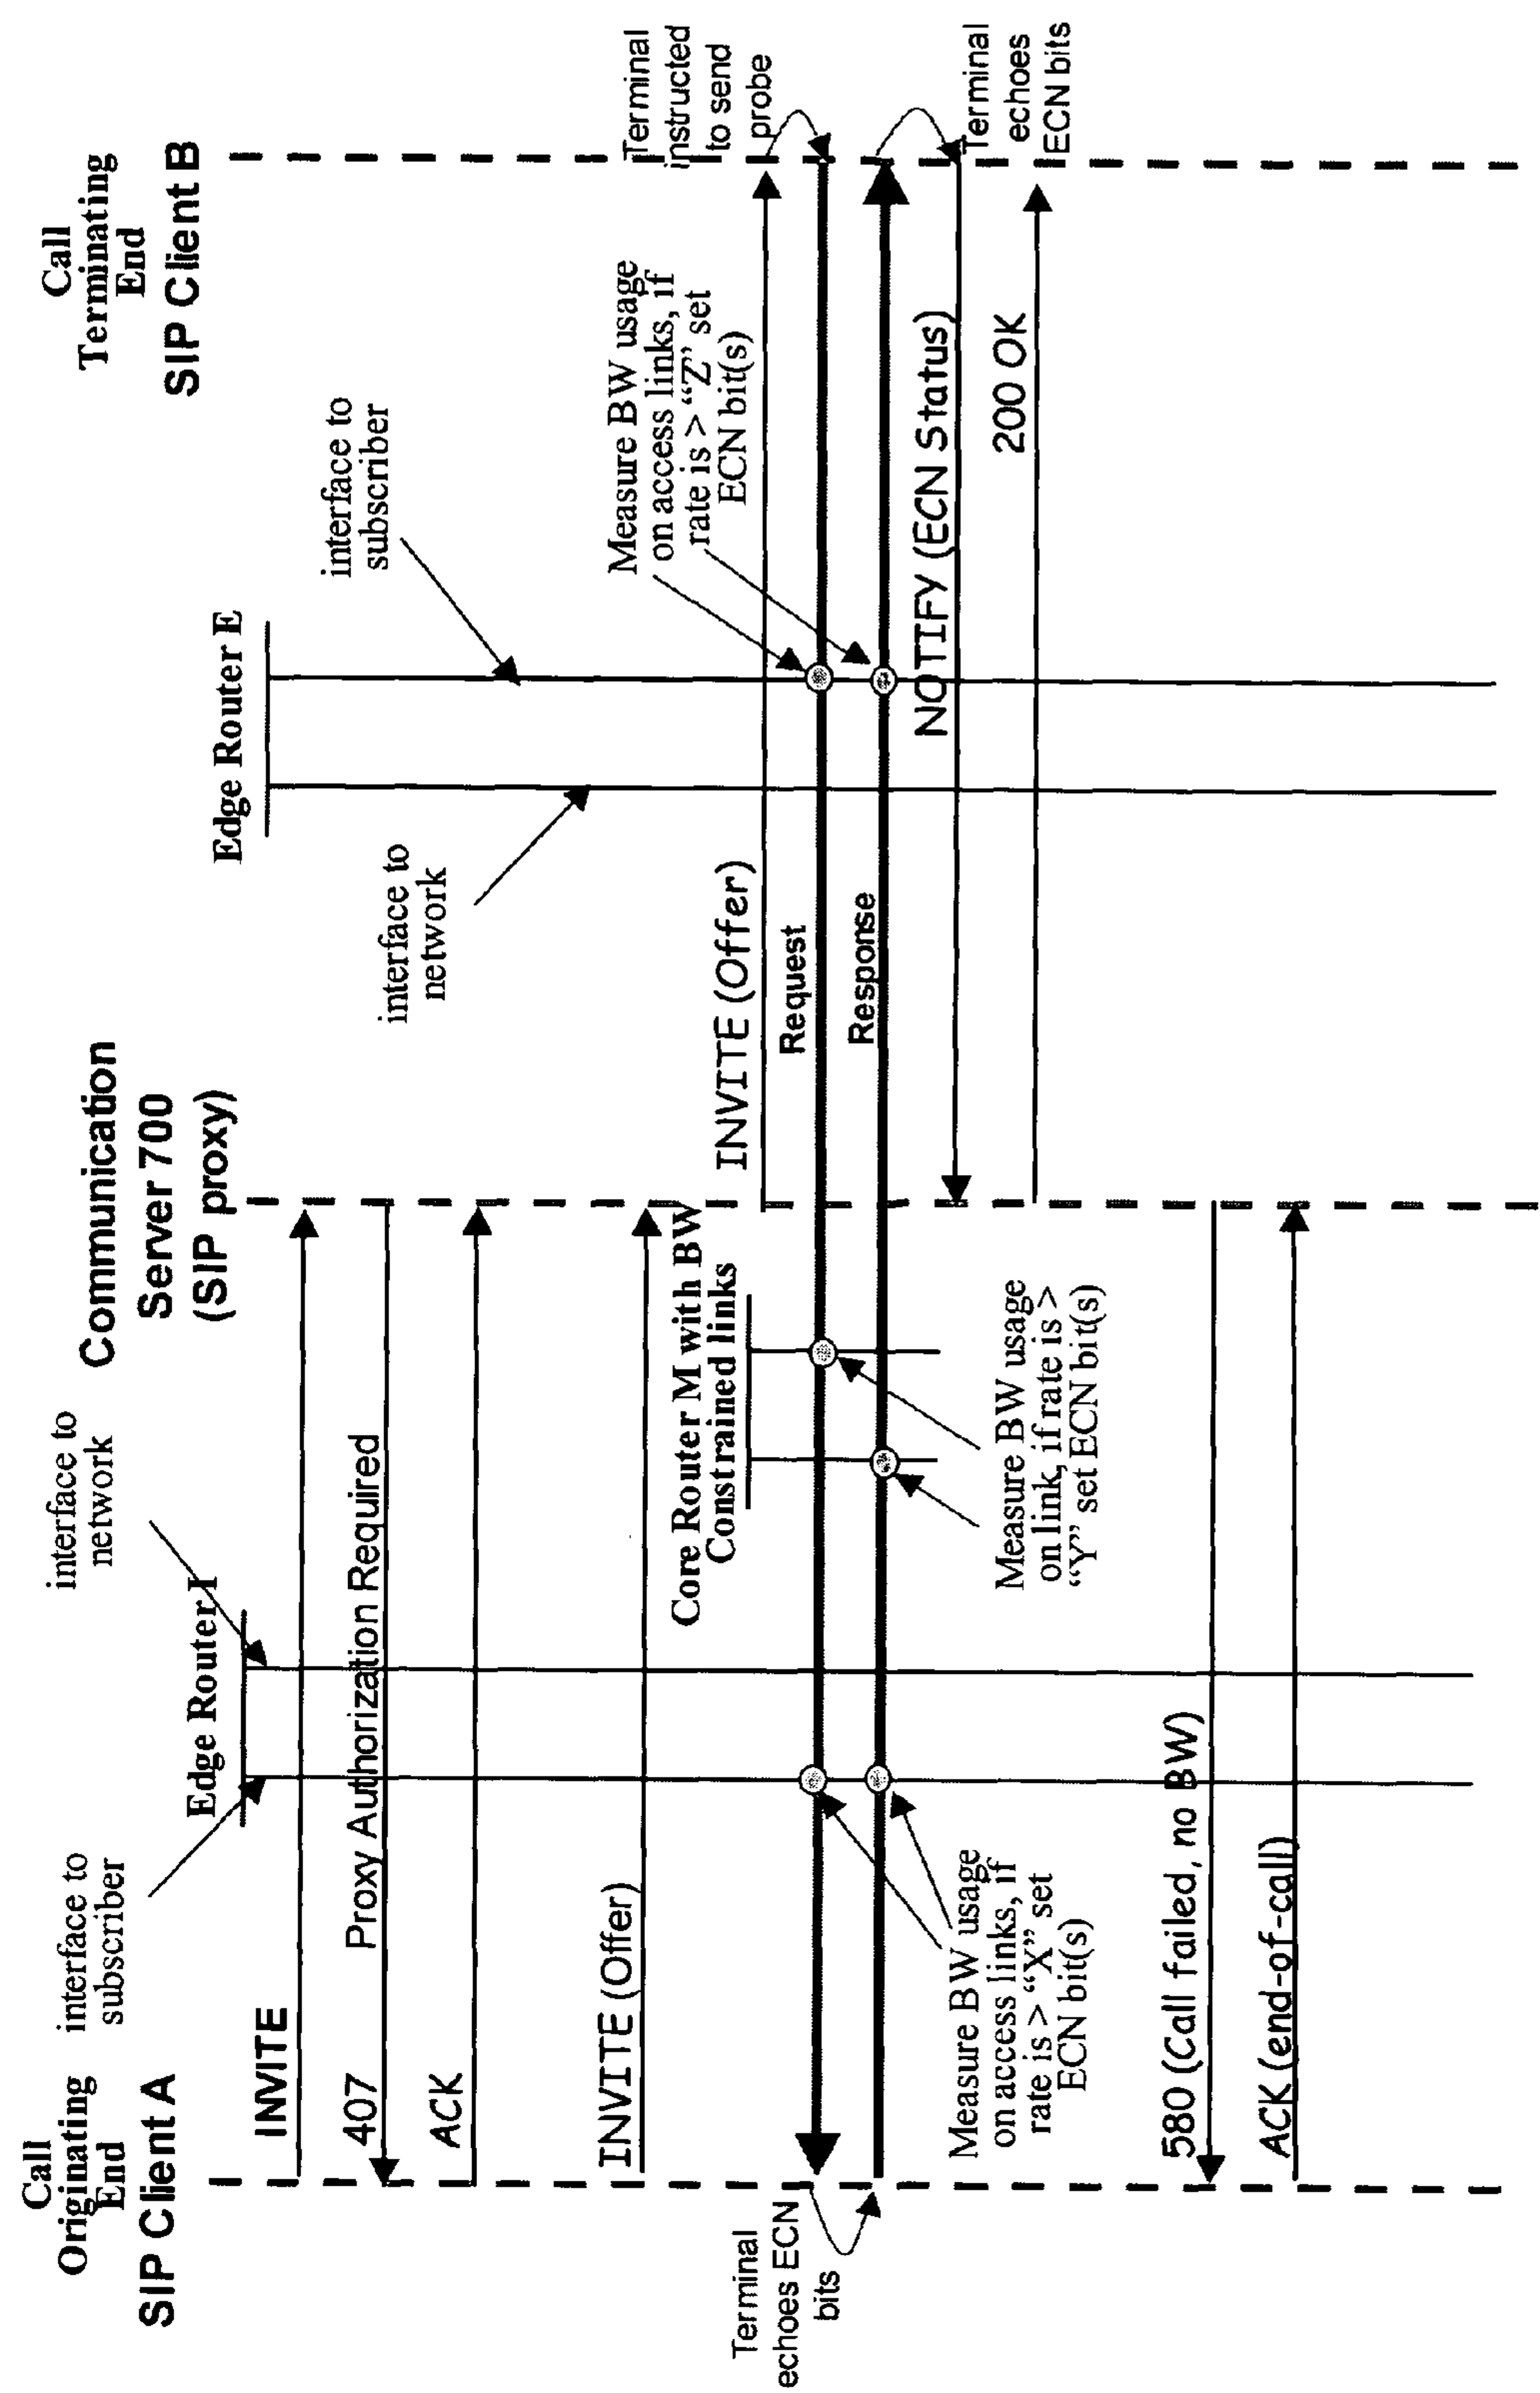 Call
Originating
End
SIP Client A
interface to
subscriber
Edge Router I
interface to
network
Communication
Server 700
(SIP proxy)
Edge Router E
interface to
network
interface to
subscriber
Call
Terminating
End
SIP Client B
INVITE
407 Proxy Authorization Required
ACK
INVITE (Offer)
Core Router M with BW
Constrained links
INVITE (Offer)
Terminal
instructed
to send
probe
Request
Measure BW usage
on access links, if
rate is > “Z” set
ECN bit(s)
Terminal
echoes ECN
bits
Response
Terminal
echoes
ECN bits
NOTIFY (ECN Status)
Measure BW usage
on access links, if
rate is > “X” set
ECN bit(s)
Measure BW usage
on link, if rate is >
“Y” set ECN bit(s)
200 OK
580 (Call failed, no BW)
ACK (end-of-call)